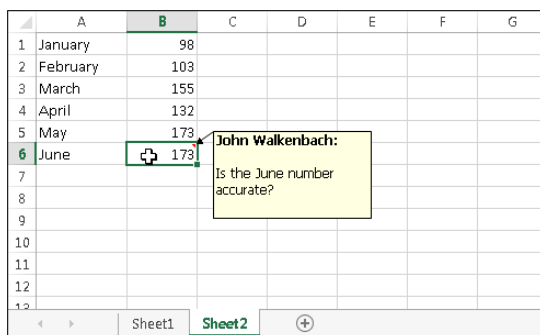 A B C D E F G
1 January 98
2 February 103
3 March 155
4 April 132
5 May 173
6 June 173
John Walkenbach:
Is the June number
accurate?
7
8
9
10
11
12
13
Sheet1 Sheet2